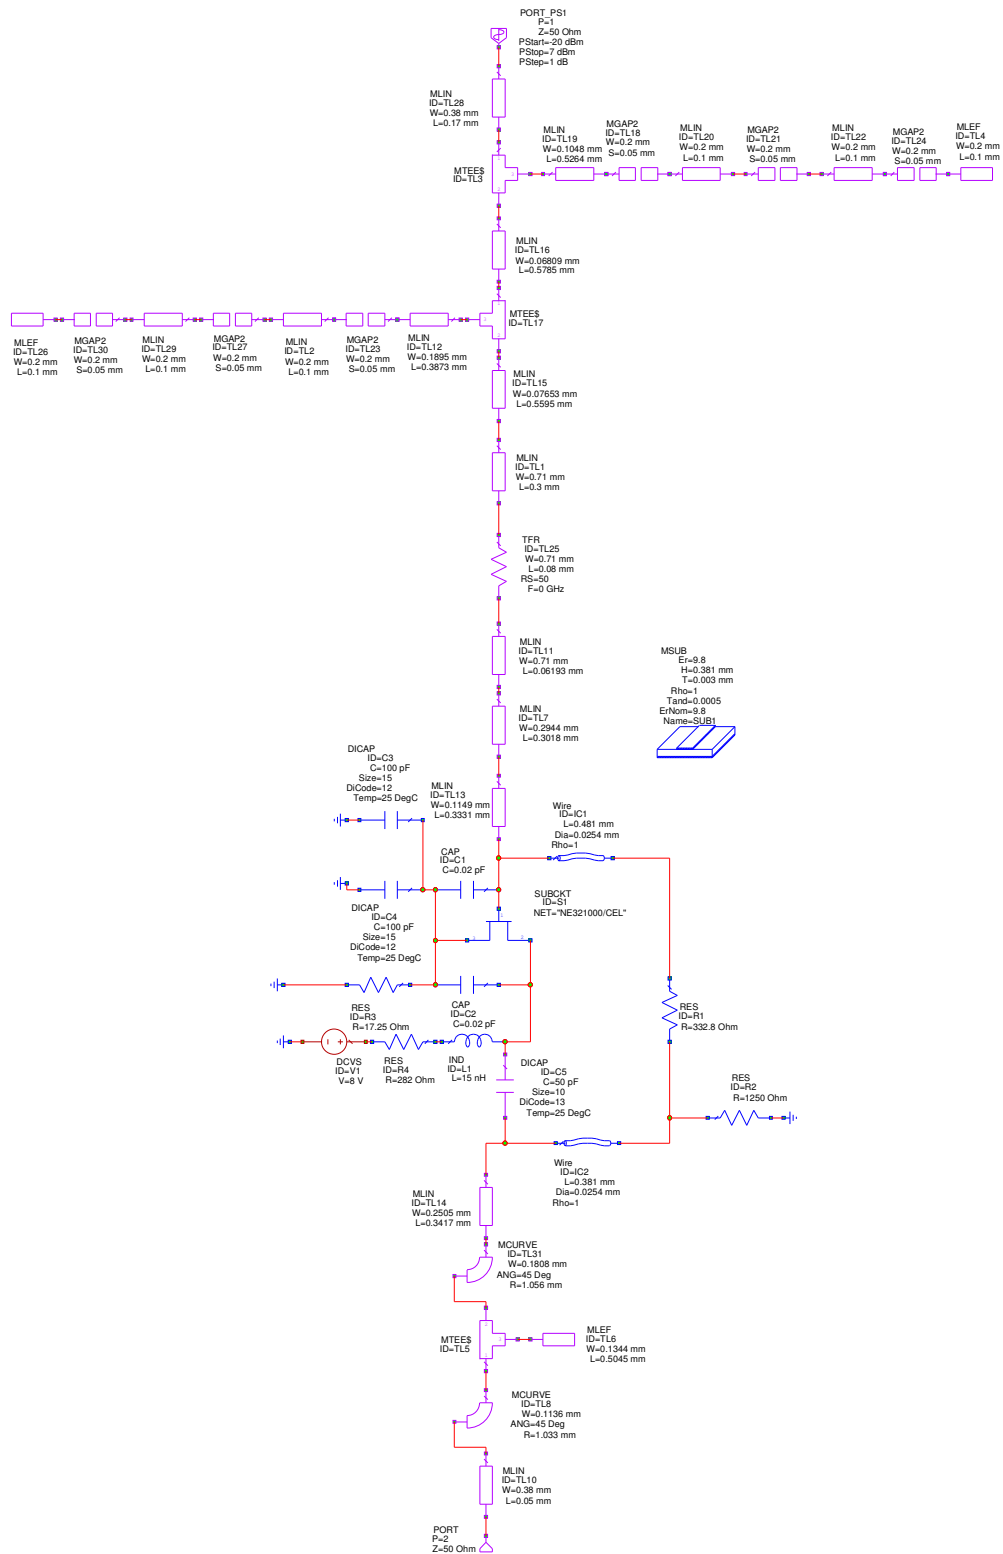 PORT_PS1
P=1
Z=50 Ohm
PStart=-20 dBm
PStop=7 dBm
PStep=1 dB
MLIN
ID=TL28
W=0.38 mm
L=0.17 mm
MTEE$
ID=TL3
MLIN
ID=TL19
W=0.1048 mm
L=0.5264 mm
MGAP2
ID=TL18
W=0.2 mm
S=0.05 mm
MLIN
ID=TL20
W=0.2 mm
L=0.1 mm
MGAP2
ID=TL21
W=0.2 mm
S=0.05 mm
MLIN
ID=TL22
W=0.2 mm
L=0.1 mm
MGAP2
ID=TL24
W=0.2 mm
S=0.05 mm
MLEF
ID=TL4
W=0.2 mm
L=0.1 mm
MLIN
ID=TL16
W=0.06809 mm
L=0.5785 mm
MTEE$
ID=TL17
MLEF
ID=TL26
W=0.2 mm
L=0.1 mm
MGAP2
ID=TL30
W=0.2 mm
S=0.05 mm
MLIN
ID=TL29
W=0.2 mm
L=0.1 mm
MGAP2
ID=TL27
W=0.2 mm
S=0.05 mm
MLIN
ID=TL2
W=0.2 mm
L=0.1 mm
MGAP2
ID=TL23
W=0.2 mm
S=0.05 mm
MLIN
ID=TL12
W=0.1895 mm
L=0.3873 mm
MLIN
ID=TL15
W=0.07653 mm
L=0.5595 mm
MLIN
ID=TL1
W=0.71 mm
L=0.3 mm
TFR
ID=TL25
W=0.71 mm
L=0.08 mm
RS=50
F=0 GHz
MLIN
ID=TL11
W=0.71 mm
L=0.06193 mm
MSUB
Er=9.8
H=0.381 mm
T=0.003 mm
Rho=1
Tand=0.0005
ErNom=9.8
Name=SUB1
MLIN
ID=TL7
W=0.2944 mm
L=0.3018 mm
DICAP
ID=C3
C=100 pF
Size=15
DiCode=12
Temp=25 DegC
MLIN
ID=TL13
W=0.1149 mm
L=0.3331 mm
Wire
ID=IC1
L=0.481 mm
Dia=0.0254 mm
Rho=1
CAP
ID=C1
C=0.02 pF
SUBCKT
ID=S1
NET="NE321000/CEL"
DICAP
ID=C4
C=100 pF
Size=15
DiCode=12
Temp=25 DegC
RES
ID=R3
R=17.25 Ohm
CAP
ID=C2
C=0.02 pF
RES
ID=R1
R=332.8 Ohm
DCVS
ID=V1
V=8 V
RES
ID=R4
R=282 Ohm
IND
ID=L1
L=15 nH
DICAP
ID=C5
C=50 pF
Size=10
DiCode=13
Temp=25 DegC
RES
ID=R2
R=1250 Ohm
Wire
ID=IC2
L=0.381 mm
Dia=0.0254 mm
Rho=1
MLIN
ID=TL14
W=0.2505 mm
L=0.3417 mm
MCURVE
ID=TL31
W=0.1808 mm
ANG=45 Deg
R=1.056 mm
MTEE$
ID=TL5
MLEF
ID=TL6
W=0.1344 mm
L=0.5045 mm
MCURVE
ID=TL8
W=0.1136 mm
ANG=45 Deg
R=1.033 mm
MLIN
ID=TL10
W=0.38 mm
L=0.05 mm
PORT
P=2
Z=50 Ohm